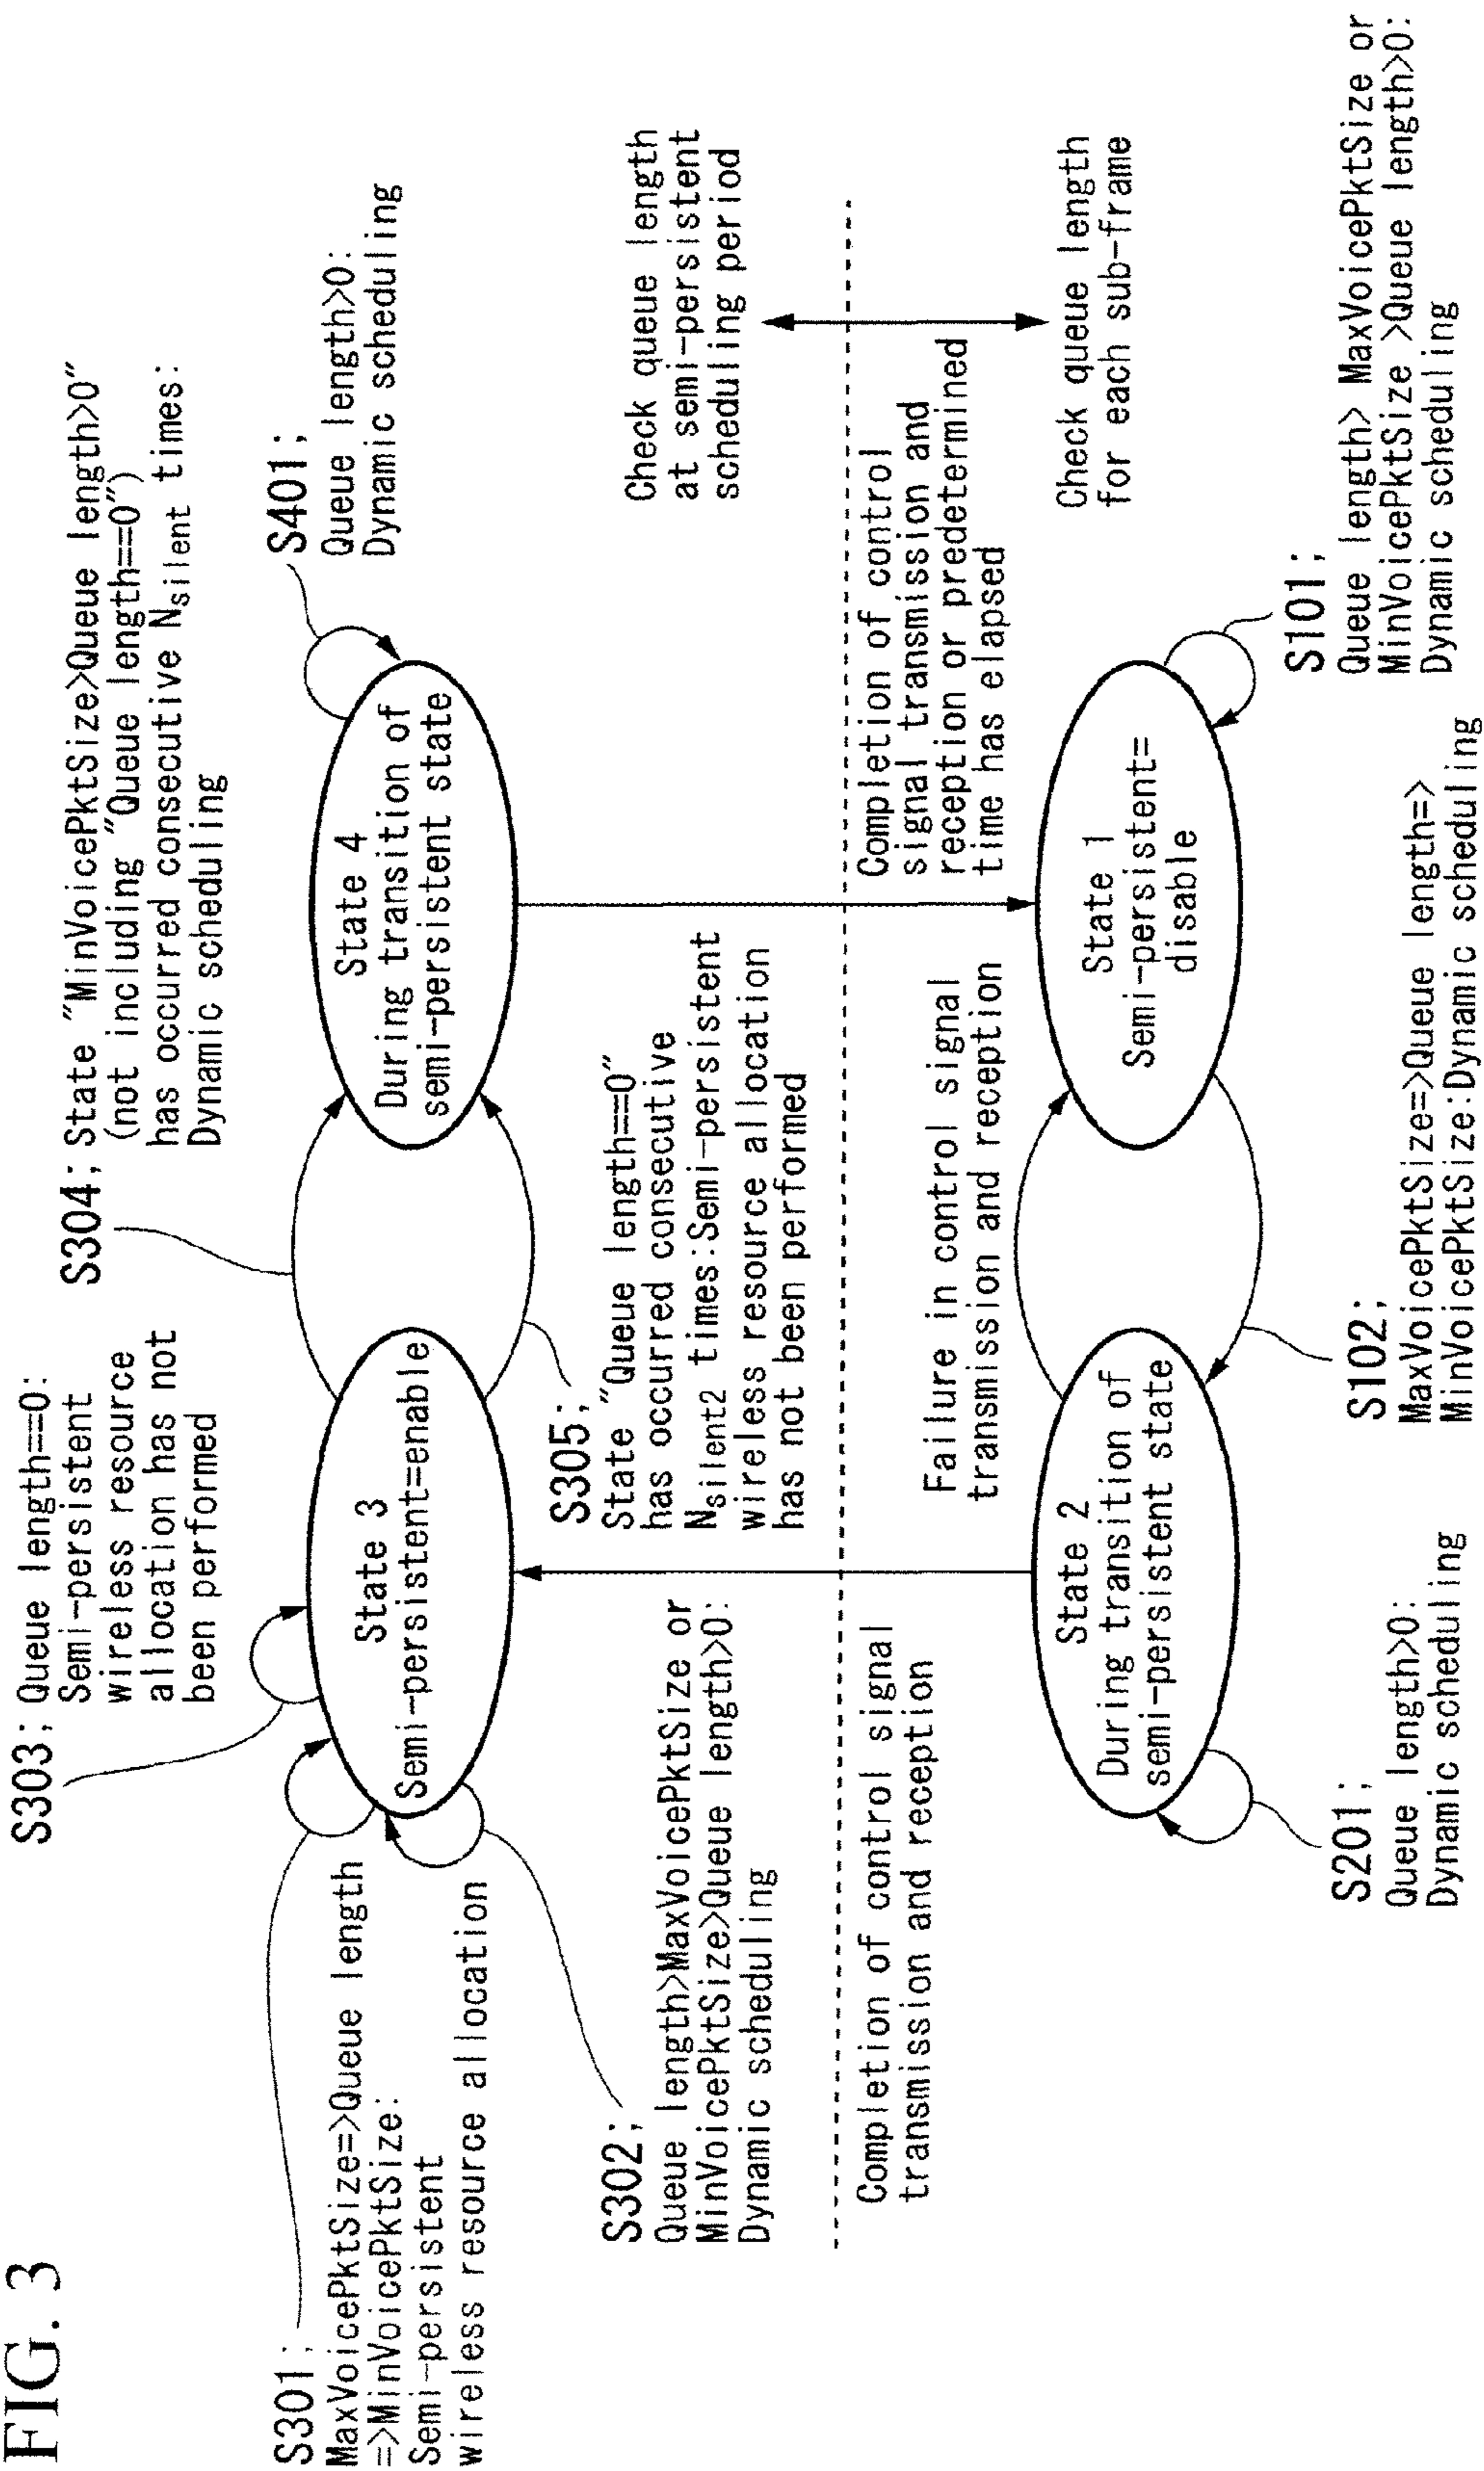 FIG. 3
S304; State "MinVoicePktSize>Queue length>0"
(not including "Queue length==0")
has occurred consecutive Nsilent times:
Dynamic scheduling
S303; Queue length==0:
Semi-persistent
wireless resource
allocation has not
been performed
S401;
Queue length>0:
Dynamic scheduling
S301;
MaxVoicePktSize=>Queue length
=>MinVoicePktSize:
Semi-persistent
wireless resource allocation
State 3
Semi-persistent=enable
State 4
During transition of
semi-persistent state
S302;
Queue length>MaxVoicePktSize or
MinVoicePktSize>Queue length>0:
Dynamic scheduling
S305;
State "Queue length==0"
has occurred consecutive
Nsilent2 times:Semi-persistent
wireless resource allocation
has not been performed
Check queue length
at semi-persistent
scheduling period
Completion of control signal
transmission and reception
Failure in control signal
transmission and reception
Completion of control
signal transmission and
reception or predetermined
time has elapsed
Check queue length
for each sub-frame
State 2
During transition of
semi-persistent state
State 1
Semi-persistent=
disable
S201;
Queue length>0:
Dynamic scheduling
S102;
MaxVoicePktSize=>Queue length=>
MinVoicePktSize:Dynamic scheduling
S101;
Queue length> MaxVoicePktSize or
MinVoicePktSize >Queue length>0:
Dynamic scheduling